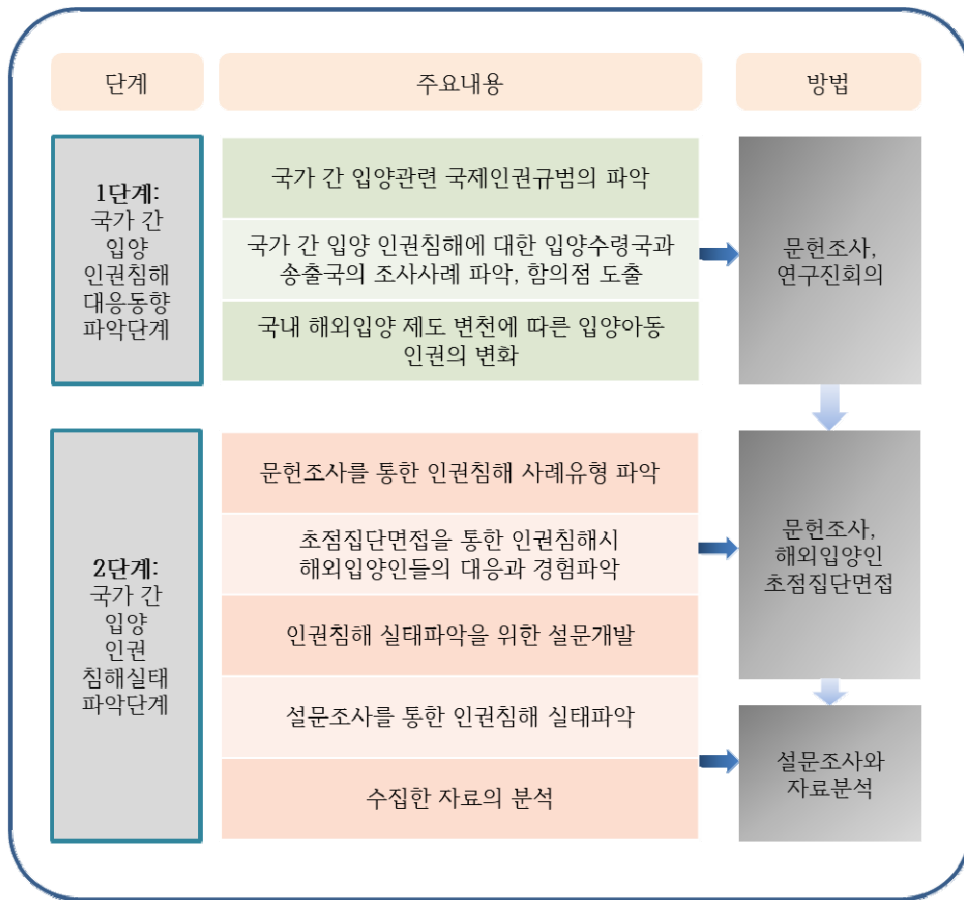 단계
주요내용
방법
1단계:
국가 간
입양
인권침해
대응동향
파악단계
국가 간 입양관련 국제인권규범의 파악
국가 간 입양 인권침해에 대한 입양수령국과
송출국의 조사사례 파악, 함의점 도출
국내 해외입양 제도 변천에 따른 입양아동
인권의 변화
문헌조사,
연구진회의
2단계:
국가 간
입양
인권
침해실태
파악단계
문헌조사를 통한 인권침해 사례유형 파악
초점집단면접을 통한 인권침해시
해외입양인들의 대응과 경험파악
인권침해 실태파악을 위한 설문개발
문헌조사,
해외입양인
초점집단면접
설문조사를 통한 인권침해 실태파악
수집한 자료의 분석
설문조사와
자료분석